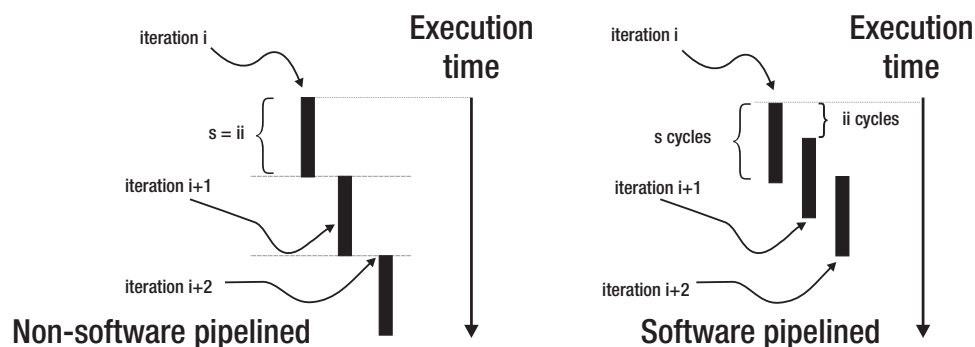 iteration i
Execution
time
s = ii
iteration i+1
iteration i+2
Non-software pipelined
iteration i
Execution
time
ii cycles
s cycles
iteration i+1
iteration i+2
Software pipelined